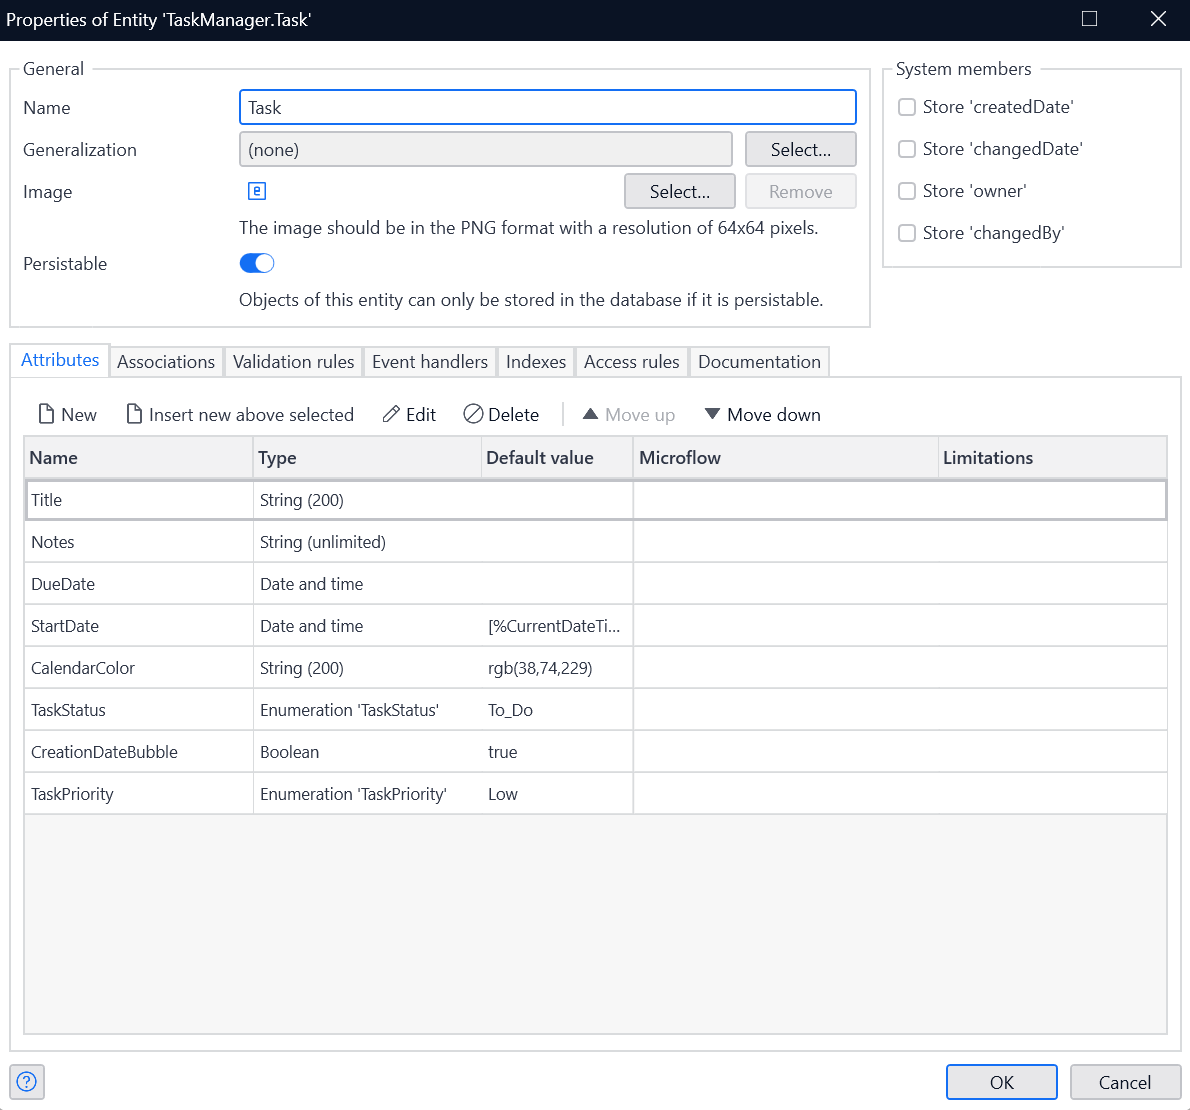 Properties of Entity 'TaskManager.Task'
General
Name
Task
Generalization
(none)
Select...
Image
Select...
Remove
The image should be in the PNG format with a resolution of 64x64 pixels.
Persistable
Objects of this entity can only be stored in the database if it is persistable.
System members
Store 'createdDate'
Store 'changedDate'
Store 'owner'
Store 'changedBy'
Attributes Associations Validation rules Event handlers Indexes Access rules Documentation
New Insert new above selected Edit Delete Move up Move down
Name Type Default value Microflow Limitations
Title String (200)
Notes String (unlimited)
DueDate Date and time
StartDate Date and time [%CurrentDateTi...
CalendarColor String (200) rgb(38,74,229)
TaskStatus Enumeration 'TaskStatus' To_Do
CreationDateBubble Boolean true
TaskPriority Enumeration 'TaskPriority' Low
? OK Cancel